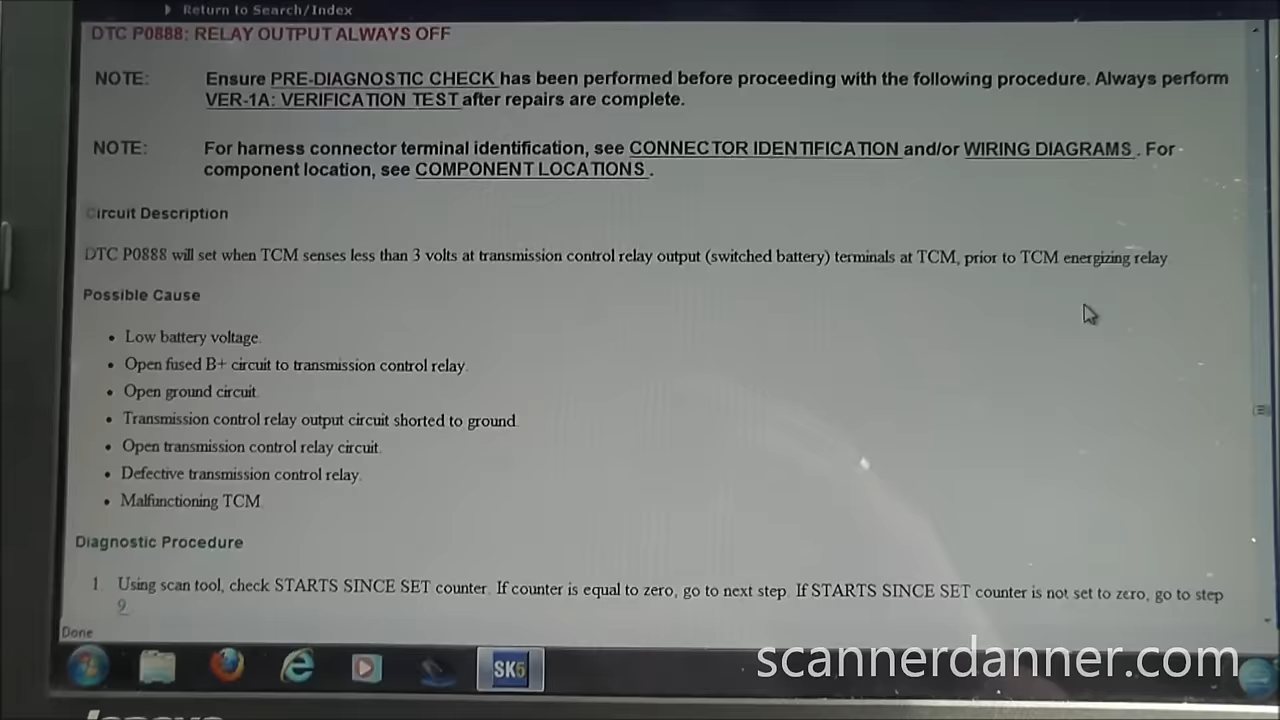 Return to Search/Index
DTC P0888: RELAY OUTPUT ALWAYS OFF
NOTE: Ensure PRE-DIAGNOSTIC CHECK has been performed before proceeding with the following procedure. Always perform
VER-1A: VERIFICATION TEST after repairs are complete.
NOTE: For harness connector terminal identification, see CONNECTOR IDENTIFICATION and/or WIRING DIAGRAMS . For
component location, see COMPONENT LOCATIONS .
Circuit Description
DTC P0888 will set when TCM senses less than 3 volts at transmission control relay output (switched battery) terminals at TCM, prior to TCM energizing relay
Possible Cause
• Low battery voltage.
• Open fused B+ circuit to transmission control relay.
• Open ground circuit.
• Transmission control relay output circuit shorted to ground.
• Open transmission control relay circuit.
• Defective transmission control relay.
• Malfunctioning TCM.
Diagnostic Procedure
1. Using scan tool, check STARTS SINCE SET counter. If counter is equal to zero, go to next step. If STARTS SINCE SET counter is not set to zero, go to step
9.
Done
SK5
scannerdanner.com